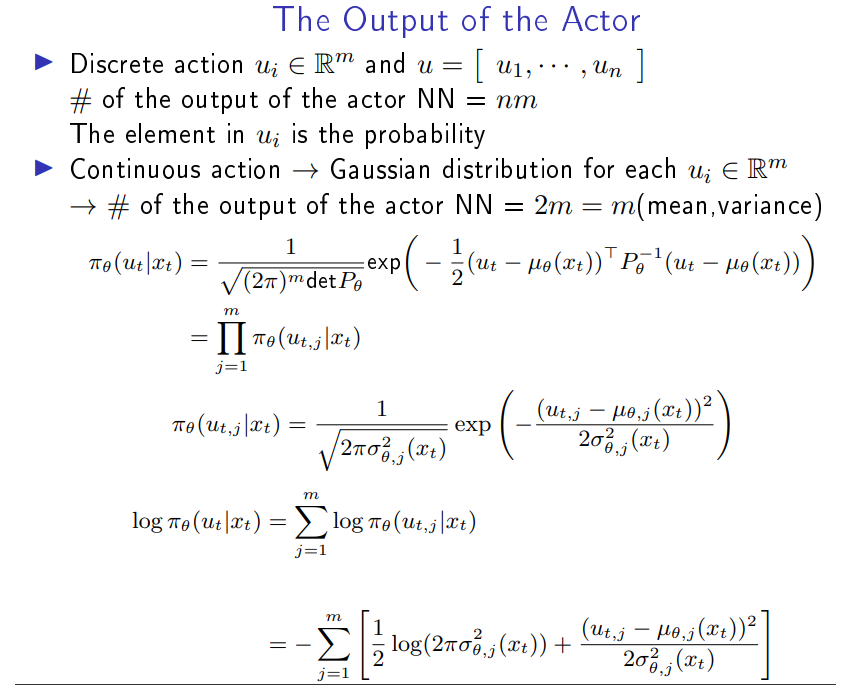 The Output of the Actor
▶ Discrete action $u_i \in \mathbb{R}^m$ and $u = [\ u_1, \cdots, u_n\ ]$
# of the output of the actor NN = $nm$
The element in $u_i$ is the probability
▶ Continuous action → Gaussian distribution for each $u_i \in \mathbb{R}^m$
→ # of the output of the actor NN = $2m = m$(mean,variance)
$\pi_\theta(u_t|x_t) = \frac{1}{\sqrt{(2\pi)^m \det P_\theta}} \exp\left(-\frac{1}{2}(u_t - \mu_\theta(x_t))^\top P_\theta^{-1}(u_t - \mu_\theta(x_t))\right)$
$= \prod_{j=1}^{m} \pi_\theta(u_{t,j}|x_t)$
$\pi_\theta(u_{t,j}|x_t) = \frac{1}{\sqrt{2\pi\sigma_{\theta,j}^2(x_t)}} \exp\left(-\frac{(u_{t,j} - \mu_{\theta,j}(x_t))^2}{2\sigma_{\theta,j}^2(x_t)}\right)$
$\log \pi_\theta(u_t|x_t) = \sum_{j=1}^{m} \log \pi_\theta(u_{t,j}|x_t)$
$= -\sum_{j=1}^{m} \left[\frac{1}{2}\log(2\pi\sigma_{\theta,j}^2(x_t)) + \frac{(u_{t,j} - \mu_{\theta,j}(x_t))^2}{2\sigma_{\theta,j}^2(x_t)}\right]$